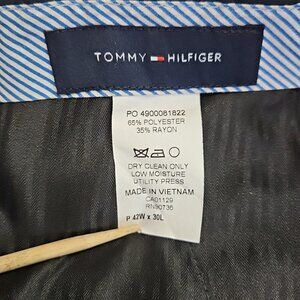 TOMMY HILFIGER
PO 4900081822
65% POLYESTER
35% RAYON
DRY CLEAN ONLY
LOW MOISTURE
UTILITY PRESS
MADE IN VIETNAM
CA01129
RN90736
P 42W x 30L